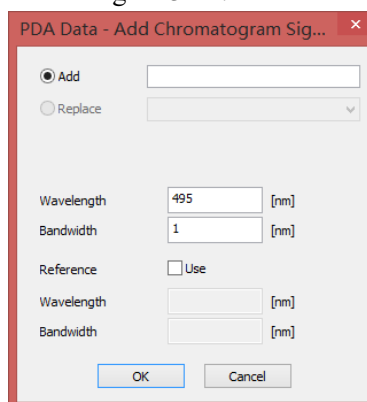 PDA Data - Add Chromatogram Sig... ×
Add
Replace
Wavelength 495 [nm]
Bandwidth 1 [nm]
Reference Use
Wavelength [nm]
Bandwidth [nm]
OK Cancel